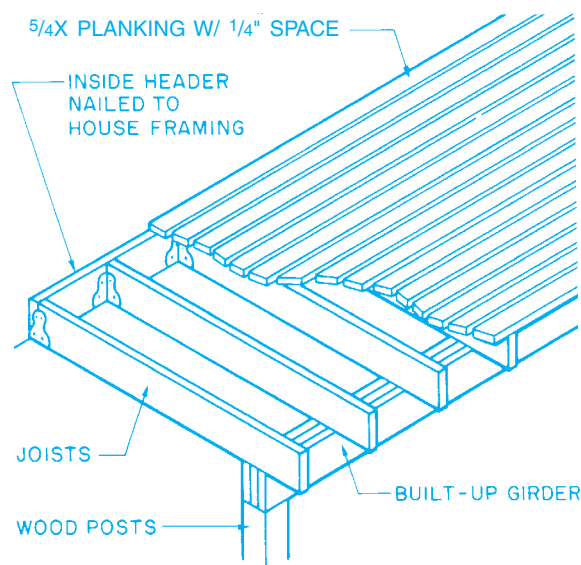 5/4X PLANKING W/ 1/4" SPACE
INSIDE HEADER
NAILED TO
HOUSE FRAMING
JOISTS
BUILT-UP GIRDER
WOOD POSTS